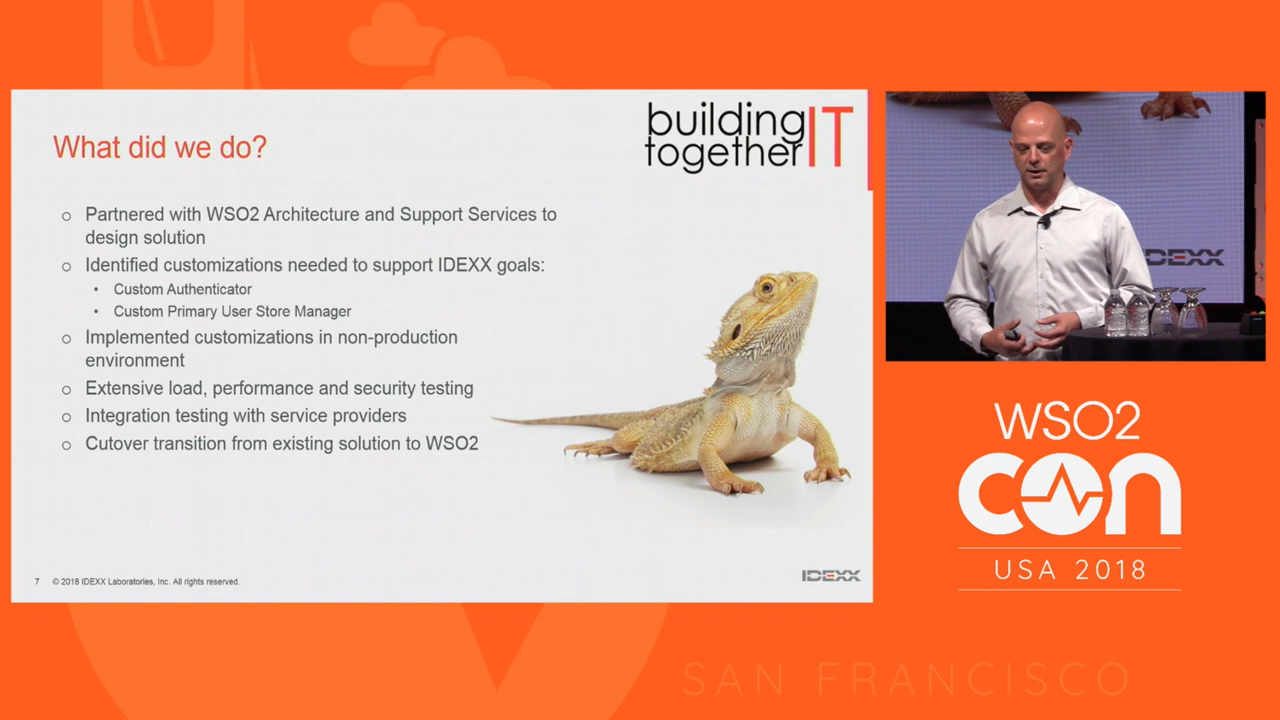 building
together IT
What did we do?
o Partnered with WSO2 Architecture and Support Services to
design solution
o Identified customizations needed to support IDEXX goals:
• Custom Authenticator
• Custom Primary User Store Manager
o Implemented customizations in non-production
environment
o Extensive load, performance and security testing
o Integration testing with service providers
o Cutover transition from existing solution to WSO2
7 © 2018 IDEXX Laboratories, Inc. All rights reserved.
IDEXX
IDEXX
WSO2
con
USA 2018
SAN FRANCISCO